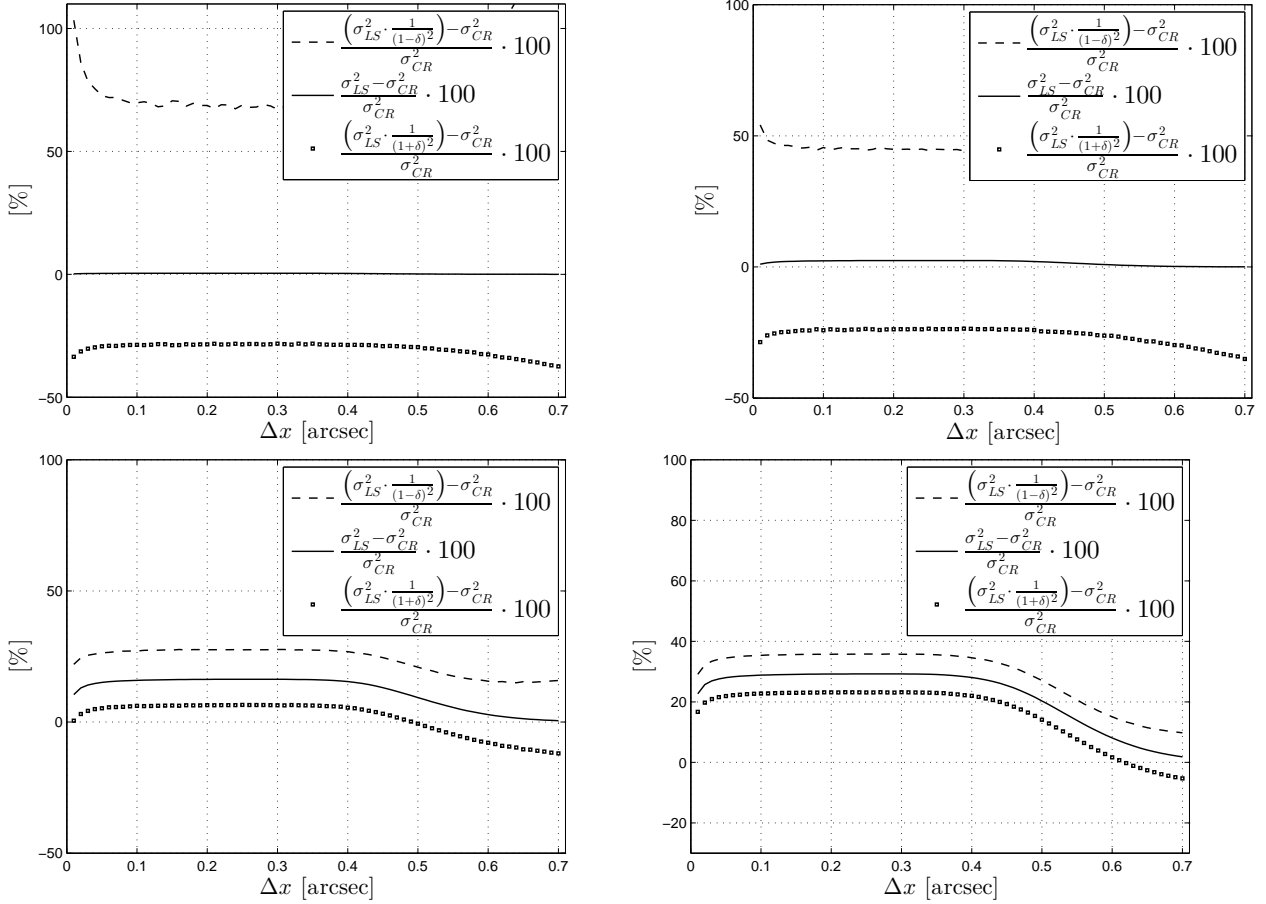 100
50
0
−50
[%]
0 0.1 0.2 0.3 0.4 0.5 0.6 0.7
Δx [arcsec]
(σ²_LS · 1/(1−δ)²)−σ²_CR / σ²_CR · 100
σ²_LS−σ²_CR / σ²_CR · 100
(σ²_LS · 1/(1+δ)²)−σ²_CR / σ²_CR · 100
100
50
0
−50
[%]
0 0.1 0.2 0.3 0.4 0.5 0.6 0.7
Δx [arcsec]
(σ²_LS · 1/(1−δ)²)−σ²_CR / σ²_CR · 100
σ²_LS−σ²_CR / σ²_CR · 100
(σ²_LS · 1/(1+δ)²)−σ²_CR / σ²_CR · 100
100
50
0
−50
[%]
0 0.1 0.2 0.3 0.4 0.5 0.6 0.7
Δx [arcsec]
(σ²_LS · 1/(1−δ)²)−σ²_CR / σ²_CR · 100
σ²_LS−σ²_CR / σ²_CR · 100
(σ²_LS · 1/(1+δ)²)−σ²_CR / σ²_CR · 100
100
80
60
40
20
0
−20
[%]
0 0.1 0.2 0.3 0.4 0.5 0.6 0.7
Δx [arcsec]
(σ²_LS · 1/(1−δ)²)−σ²_CR / σ²_CR · 100
σ²_LS−σ²_CR / σ²_CR · 100
(σ²_LS · 1/(1+δ)²)−σ²_CR / σ²_CR · 100